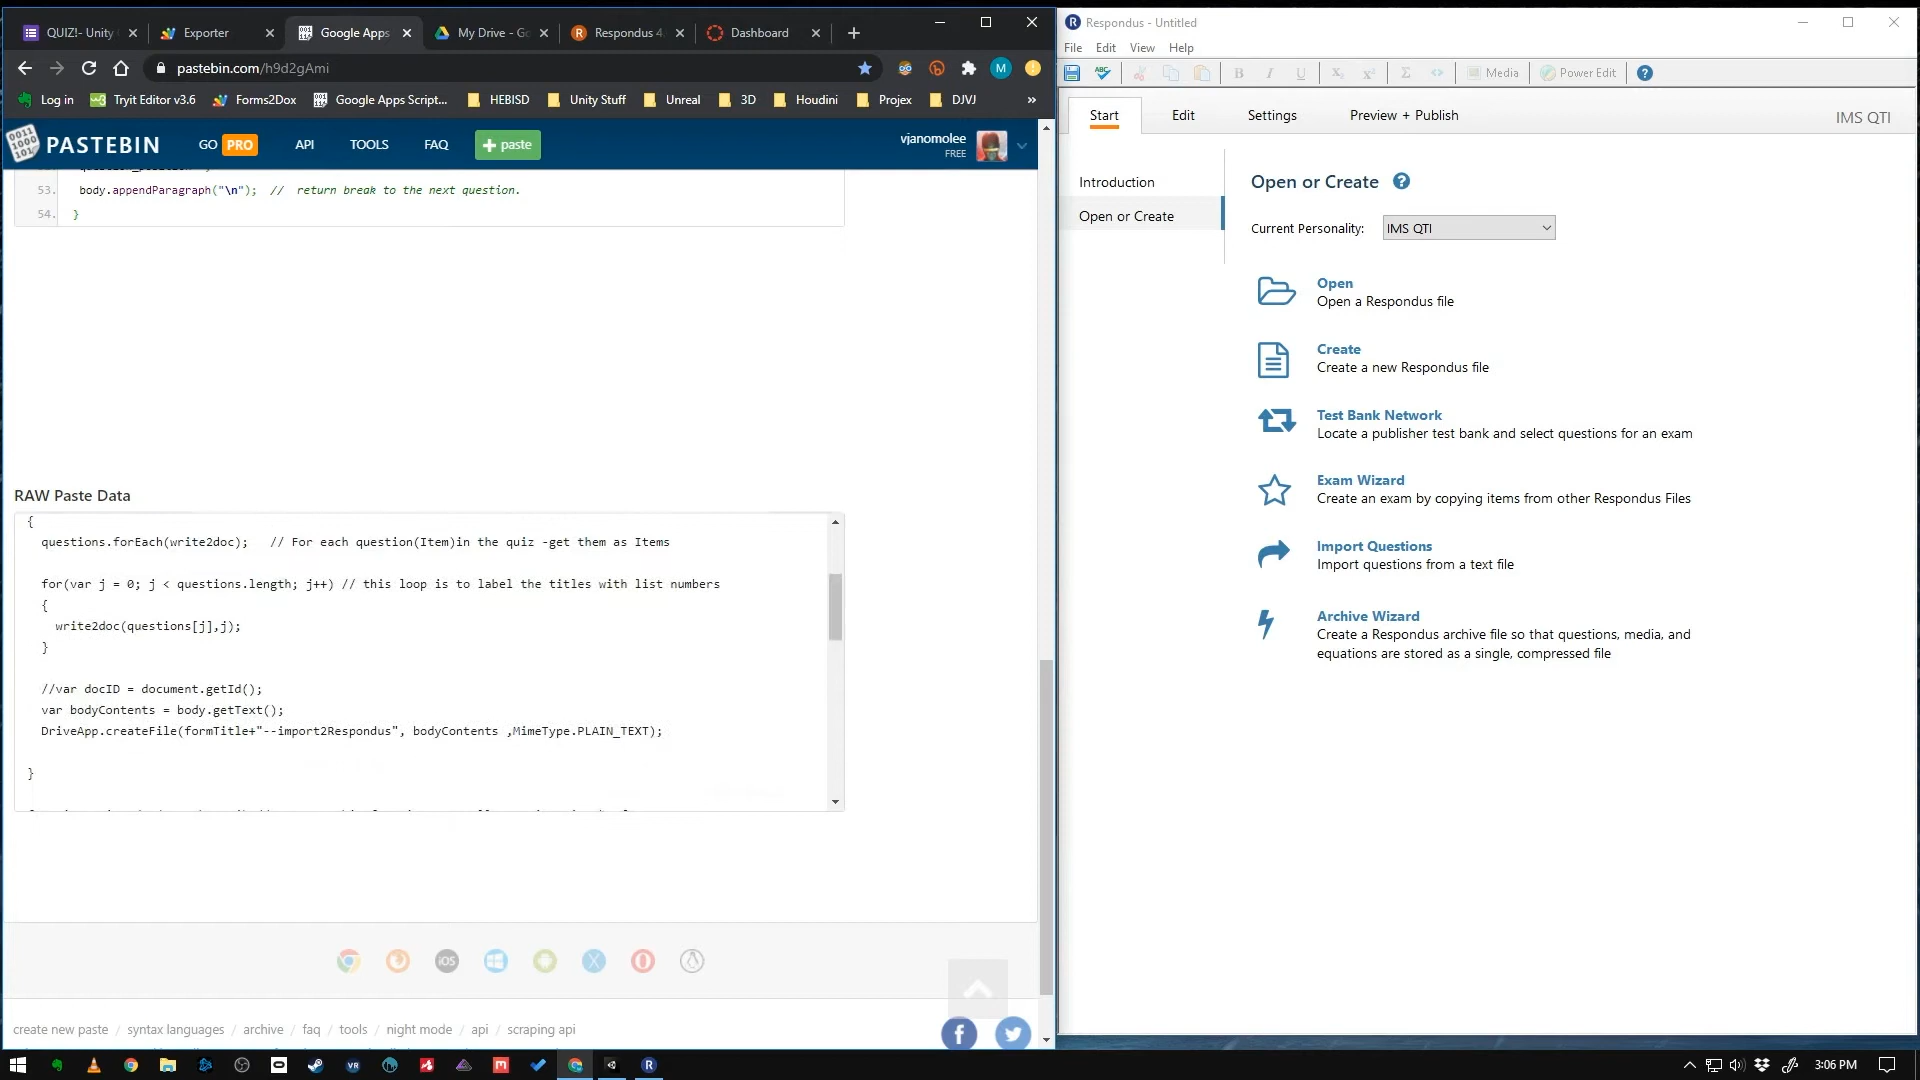 QUIZ!- Unity
Exporter
Google Apps
My Drive - Go
Respondus 4.
Dashboard
pastebin.com/h9d2gAmi
M
Log in
Tryit Editor v3.6
Forms2Dox
Google Apps Script...
HEBISD
Unity Stuff
Unreal
3D
Houdini
Projex
DJVJ
»
PASTEBIN
GO PRO
API
TOOLS
FAQ
+ paste
vjanomolee
FREE
53. body.appendParagraph("\n"); // return break to the next question.
54. }
RAW Paste Data
{
questions.forEach(write2doc); // For each question(Item)in the quiz -get them as Items
for(var j = 0; j < questions.length; j++) // this loop is to label the titles with list numbers
{
write2doc(questions[j],j);
}
//var docID = document.getId();
var bodyContents = body.getText();
DriveApp.createFile(formTitle+"--import2Respondus", bodyContents ,MimeType.PLAIN_TEXT);
}
iOS
create new paste / syntax languages / archive / faq / tools / night mode / api / scraping api
Respondus - Untitled
File Edit View Help
B I U
Media
Power Edit
Start
Edit
Settings
Preview + Publish
IMS QTI
Introduction
Open or Create
Open or Create
Current Personality: IMS QTI
Open
Open a Respondus file
Create
Create a new Respondus file
Test Bank Network
Locate a publisher test bank and select questions for an exam
Exam Wizard
Create an exam by copying items from other Respondus Files
Import Questions
Import questions from a text file
Archive Wizard
Create a Respondus archive file so that questions, media, and
equations are stored as a single, compressed file
3:06 PM